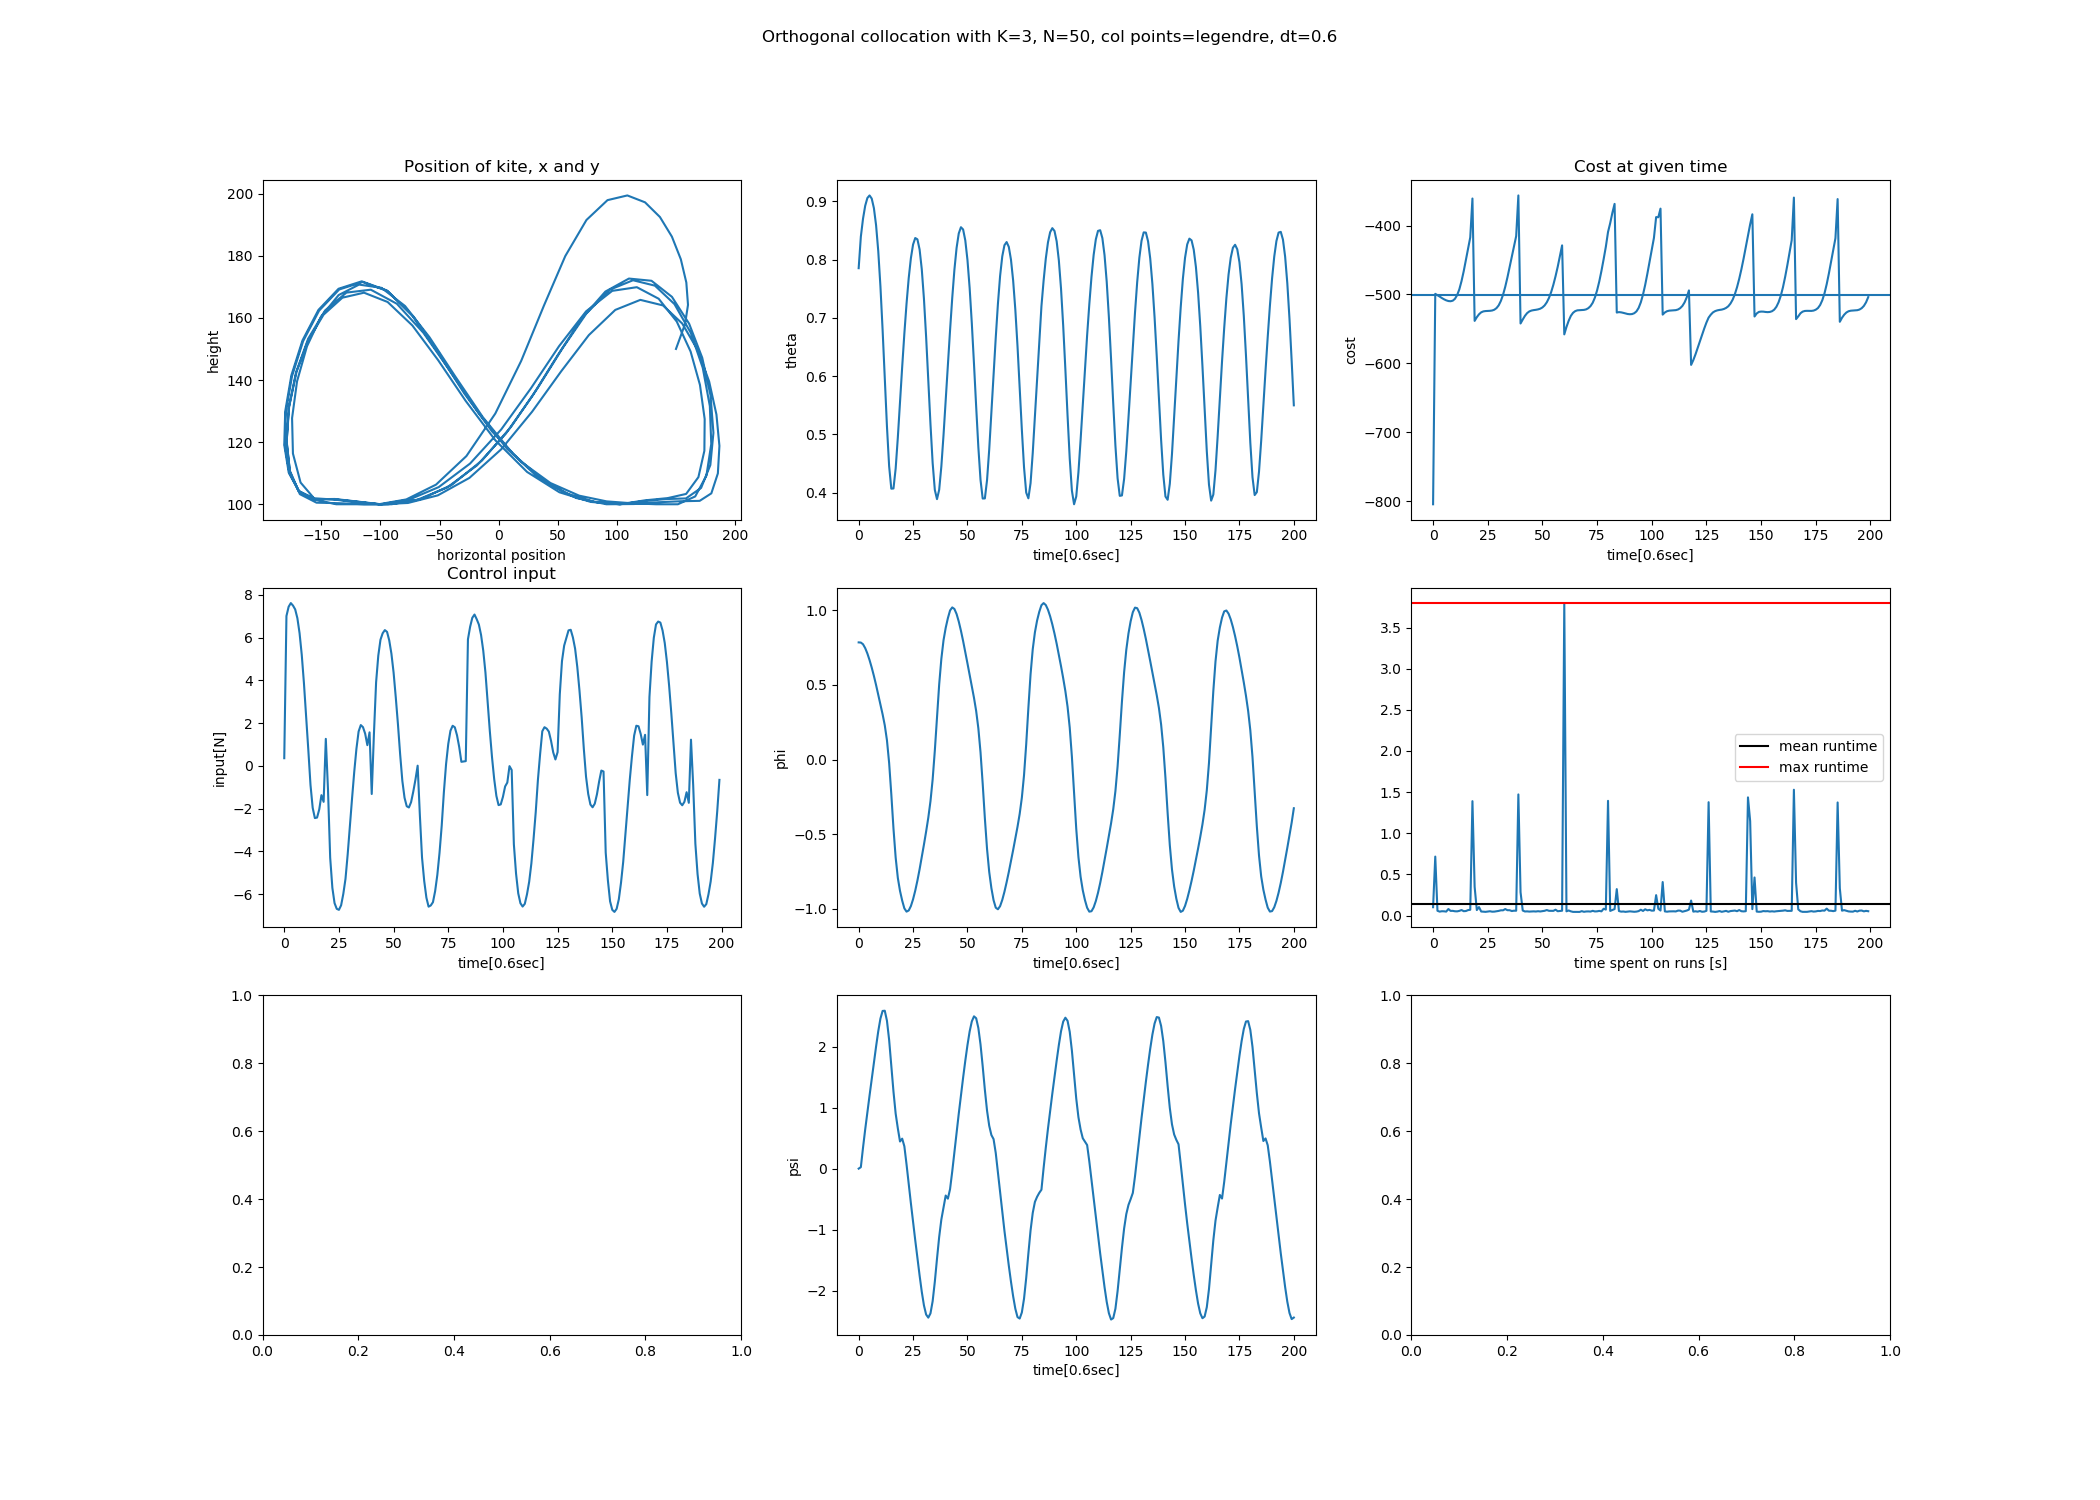 Orthogonal collocation with K=3, N=50, col points=legendre, dt=0.6
Position of kite, x and y
200
180
160
140
120
100
height
−150 −100 −50 0 50 100 150 200
horizontal position
0.9
0.8
0.7
0.6
0.5
0.4
theta
0 25 50 75 100 125 150 175 200
time[0.6sec]
Cost at given time
−400
−500
−600
−700
−800
cost
0 25 50 75 100 125 150 175 200
time[0.6sec]
Control input
8
6
4
2
0
−2
−4
−6
input[N]
0 25 50 75 100 125 150 175 200
time[0.6sec]
1.0
0.5
0.0
−0.5
−1.0
phi
0 25 50 75 100 125 150 175 200
time[0.6sec]
3.5
3.0
2.5
2.0
1.5
1.0
0.5
0.0
mean runtime
max runtime
0 25 50 75 100 125 150 175 200
time spent on runs [s]
1.0
0.8
0.6
0.4
0.2
0.0
0.0 0.2 0.4 0.6 0.8 1.0
2
1
0
−1
−2
psi
0 25 50 75 100 125 150 175 200
time[0.6sec]
1.0
0.8
0.6
0.4
0.2
0.0
0.0 0.2 0.4 0.6 0.8 1.0